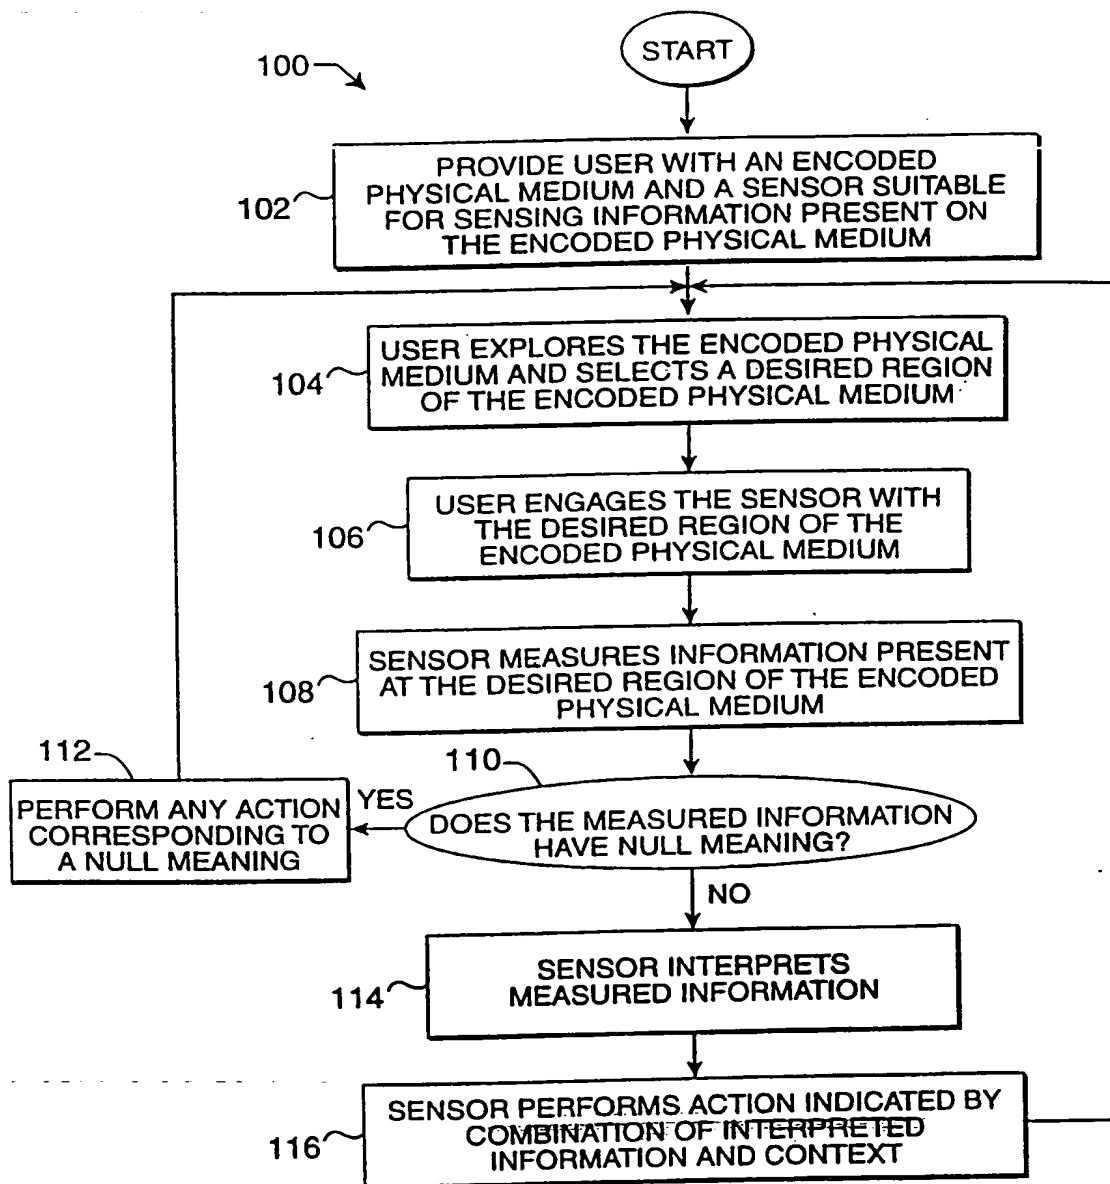 START
100
PROVIDE USER WITH AN ENCODED
PHYSICAL MEDIUM AND A SENSOR SUITABLE
FOR SENSING INFORMATION PRESENT ON
THE ENCODED PHYSICAL MEDIUM
102
USER EXPLORES THE ENCODED PHYSICAL
MEDIUM AND SELECTS A DESIRED REGION
OF THE ENCODED PHYSICAL MEDIUM
104
USER ENGAGES THE SENSOR WITH
THE DESIRED REGION OF THE
ENCODED PHYSICAL MEDIUM
106
SENSOR MEASURES INFORMATION PRESENT
AT THE DESIRED REGION OF THE ENCODED
PHYSICAL MEDIUM
108
110
DOES THE MEASURED INFORMATION
HAVE NULL MEANING?
YES
112
PERFORM ANY ACTION
CORRESPONDING TO
A NULL MEANING
NO
SENSOR INTERPRETS
MEASURED INFORMATION
114
SENSOR PERFORMS ACTION INDICATED BY
COMBINATION OF INTERPRETED
INFORMATION AND CONTEXT
116